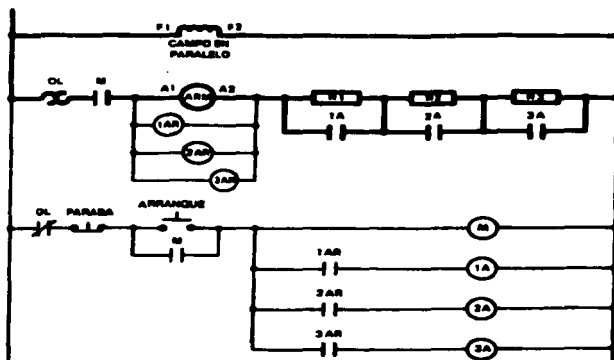 F1 F2
CAMPO EN
PARALELO
OL M A1 ARM A2 R1 R2 R3
1AR 1A 2A 3A
2AR
3AR
OL PARADA ARRANQUE M
M
1AR 1A
2AR 2A
3AR 3A